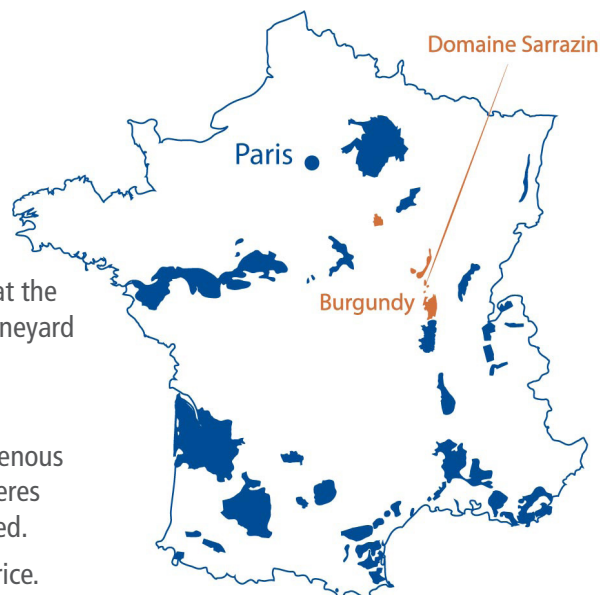 Domaine Sarrazin
Paris
at the
Burgundy
neyard
enous
eres
ed.
rice.